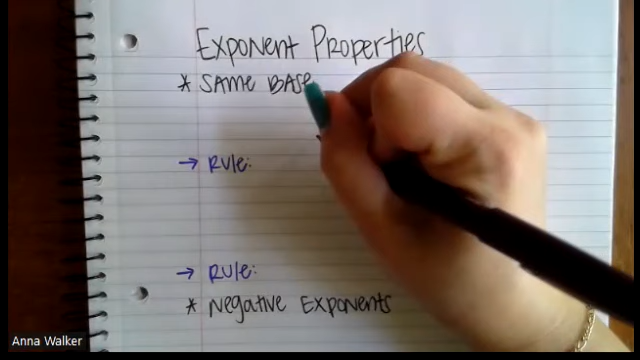 Exponent Properties
* SAME BASE
→ RULE:
→ RULE:
* Negative Exponents
Anna Walker